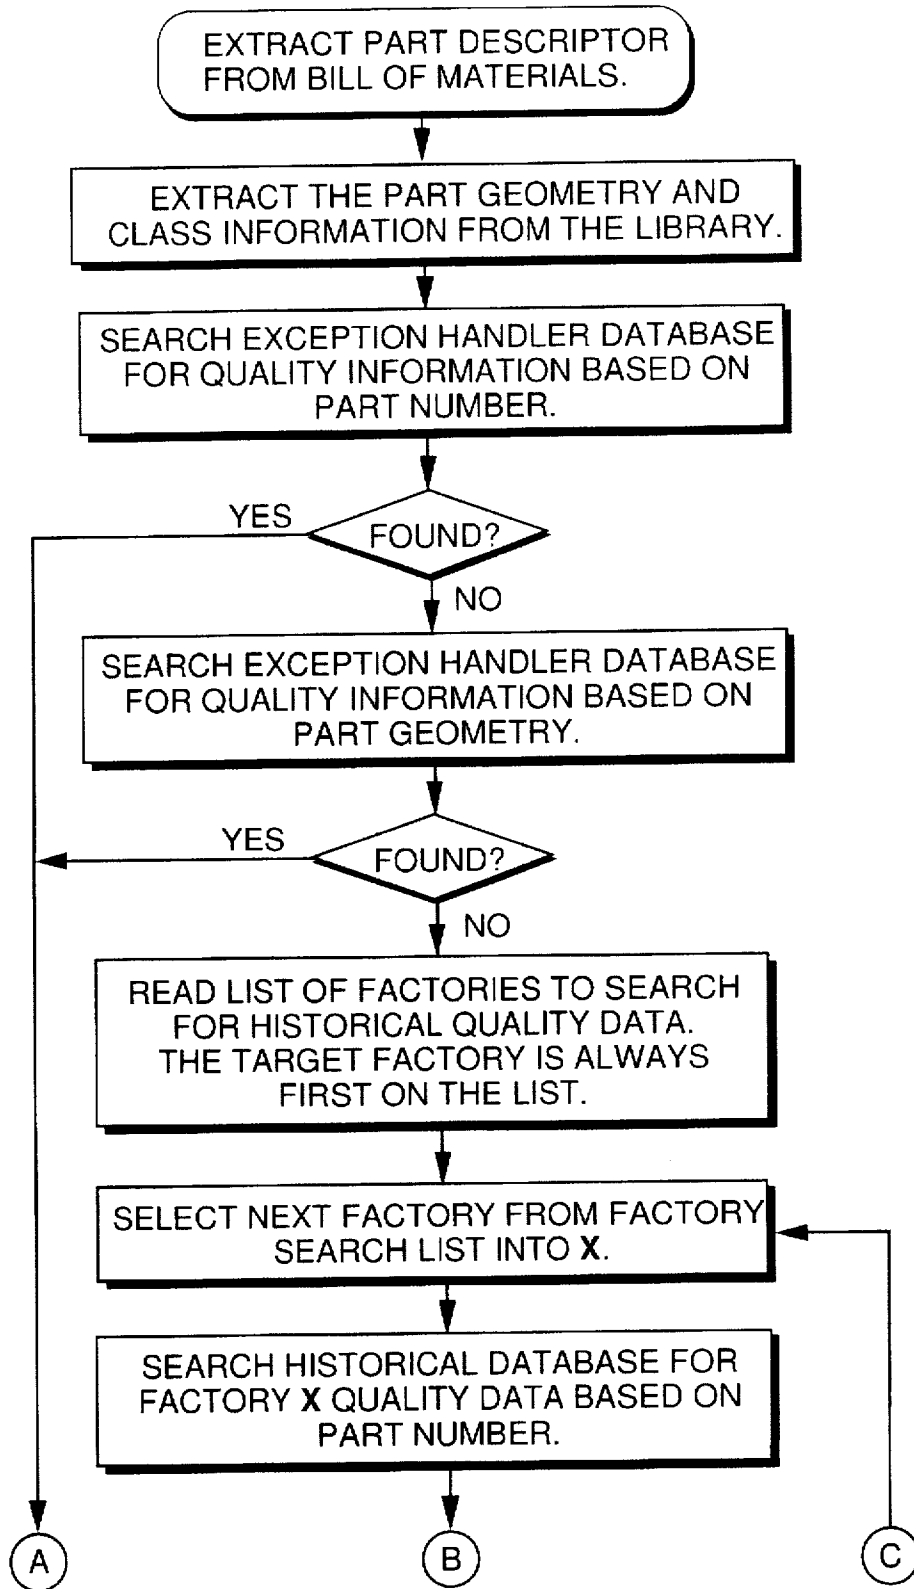 EXTRACT PART DESCRIPTOR
FROM BILL OF MATERIALS.
EXTRACT THE PART GEOMETRY AND
CLASS INFORMATION FROM THE LIBRARY.
SEARCH EXCEPTION HANDLER DATABASE
FOR QUALITY INFORMATION BASED ON
PART NUMBER.
YES
FOUND?
NO
SEARCH EXCEPTION HANDLER DATABASE
FOR QUALITY INFORMATION BASED ON
PART GEOMETRY.
YES
FOUND?
NO
READ LIST OF FACTORIES TO SEARCH
FOR HISTORICAL QUALITY DATA.
THE TARGET FACTORY IS ALWAYS
FIRST ON THE LIST.
SELECT NEXT FACTORY FROM FACTORY
SEARCH LIST INTO X.
SEARCH HISTORICAL DATABASE FOR
FACTORY X QUALITY DATA BASED ON
PART NUMBER.
A
B
C